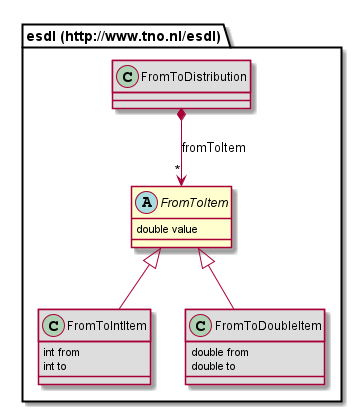 esdl (http://www.tno.nl/esdl)
C FromToDistribution
fromToItem
*
A FromToItem
double value
C FromToIntItem
int from
int to
C FromToDoubleItem
double from
double to